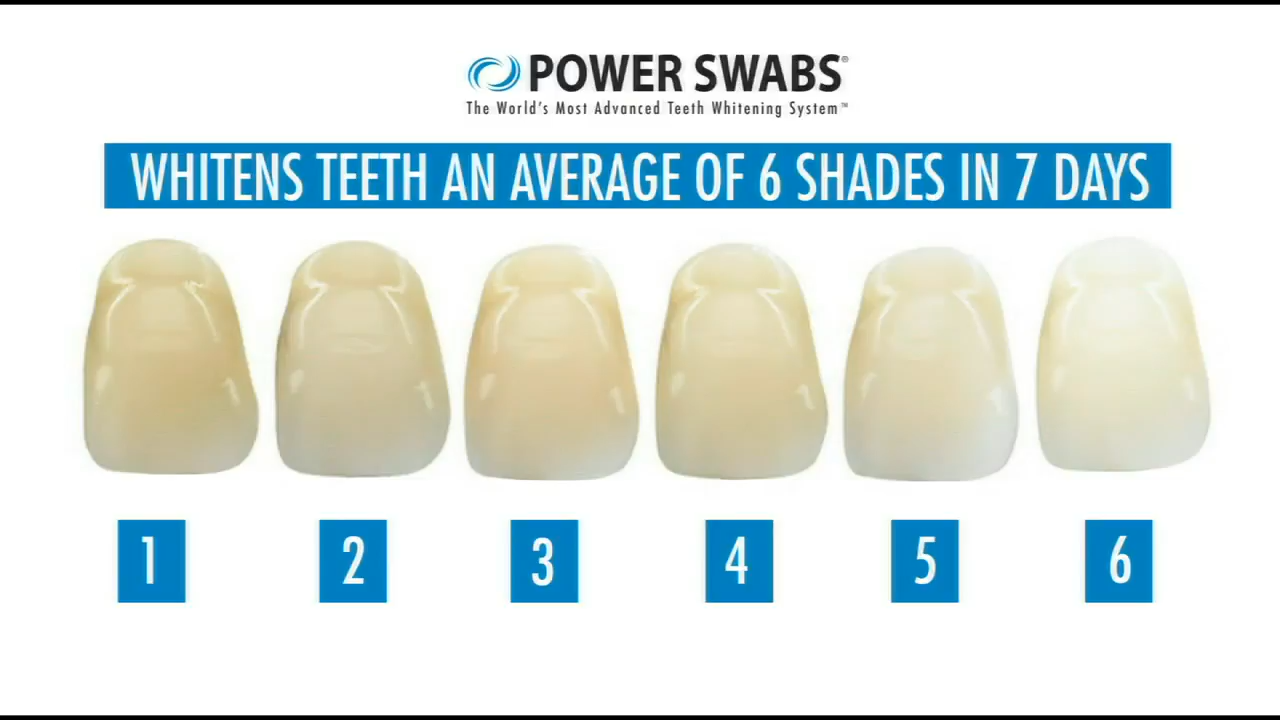 POWER SWABS®
The World's Most Advanced Teeth Whitening System™
WHITENS TEETH AN AVERAGE OF 6 SHADES IN 7 DAYS
1 2 3 4 5 6